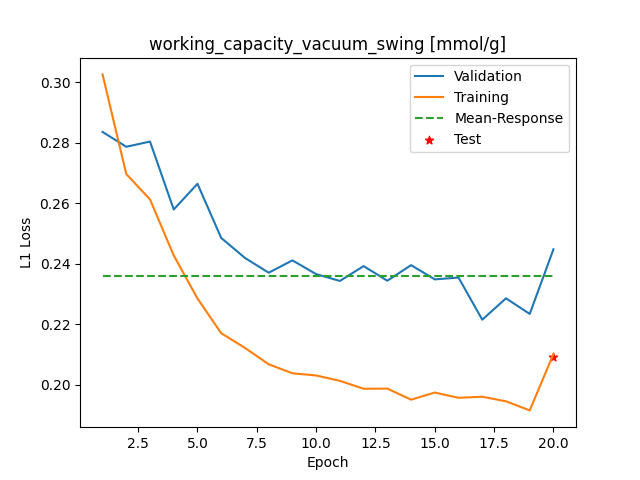 working_capacity_vacuum_swing [mmol/g]
Validation
Training
Mean-Response
Test
L1 Loss
0.30
0.28
0.26
0.24
0.22
0.20
2.5 5.0 7.5 10.0 12.5 15.0 17.5 20.0
Epoch